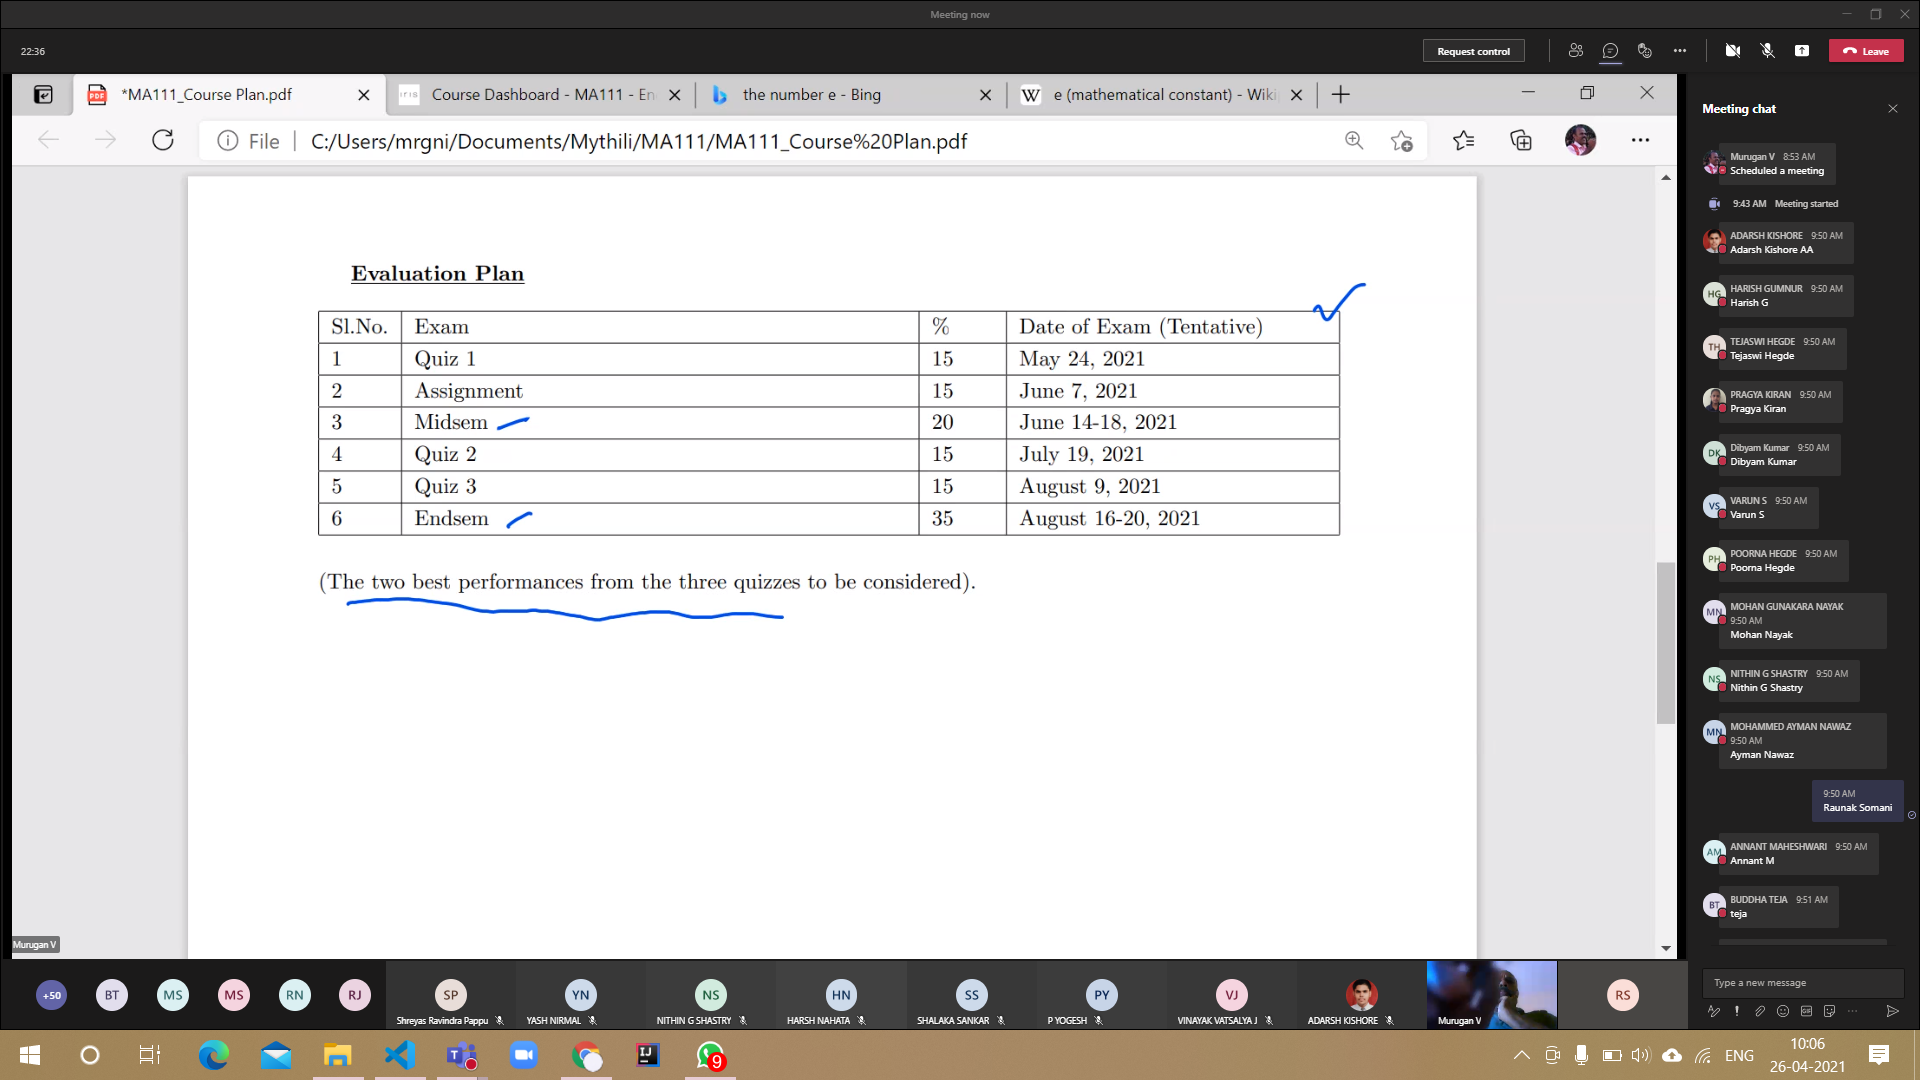 Meeting now
22:36
Request control
Leave
*MA111_Course Plan.pdf
Course Dashboard - MA111 - En
the number e - Bing
W e (mathematical constant) - Wiki
File
C:/Users/mrgni/Documents/Mythili/MA111/MA111_Course%20Plan.pdf
Evaluation Plan
Sl.No. Exam % Date of Exam (Tentative)
1 Quiz 1 15 May 24, 2021
2 Assignment 15 June 7, 2021
3 Midsem 20 June 14-18, 2021
4 Quiz 2 15 July 19, 2021
5 Quiz 3 15 August 9, 2021
6 Endsem 35 August 16-20, 2021
(The two best performances from the three quizzes to be considered).
Murugan V
Meeting chat
Murugan V 8:53 AM
Scheduled a meeting
9:43 AM Meeting started
ADARSH KISHORE 9:50 AM
Adarsh Kishore AA
HG HARISH GUMNUR 9:50 AM
Harish G
TH TEJASWI HEGDE 9:50 AM
Tejaswi Hegde
PRAGYA KIRAN 9:50 AM
Pragya Kiran
DK Dibyam Kumar 9:50 AM
Dibyam Kumar
VS VARUN S 9:50 AM
Varun S
PH POORNA HEGDE 9:50 AM
Poorna Hegde
MN MOHAN GUNAKARA NAYAK
9:50 AM
Mohan Nayak
NS NITHIN G SHASTRY 9:50 AM
Nithin G Shastry
MN MOHAMMED AYMAN NAWAZ
9:50 AM
Ayman Nawaz
9:50 AM
Raunak Somani
AM ANNANT MAHESHWARI 9:50 AM
Annant M
BT BUDDHA TEJA 9:51 AM
teja
Type a new message
+50 BT MS MS RN RJ SP YN NS HN SS PY VJ RS
Shreyas Ravindra Pappu YASH NIRMAL NITHIN G SHASTRY HARSH NAHATA SHALAKA SANKAR P YOGESH VINAYAK VATSALYA J ADARSH KISHORE Murugan V
9
ENG
10:06
26-04-2021